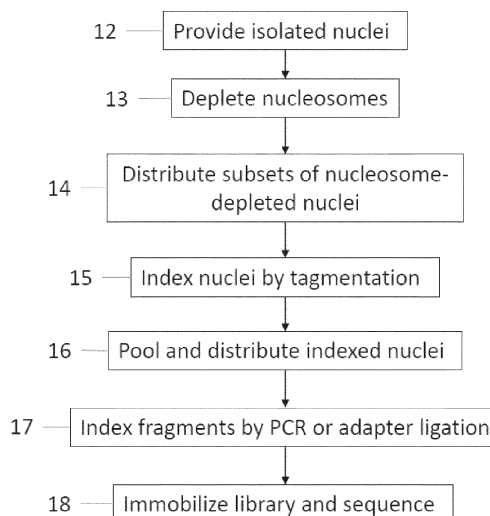 12 Provide isolated nuclei
13 Deplete nucleosomes
14 Distribute subsets of nucleosome-
depleted nuclei
15 Index nuclei by tagmentation
16 Pool and distribute indexed nuclei
17 Index fragments by PCR or adapter ligation
18 Immobilize library and sequence